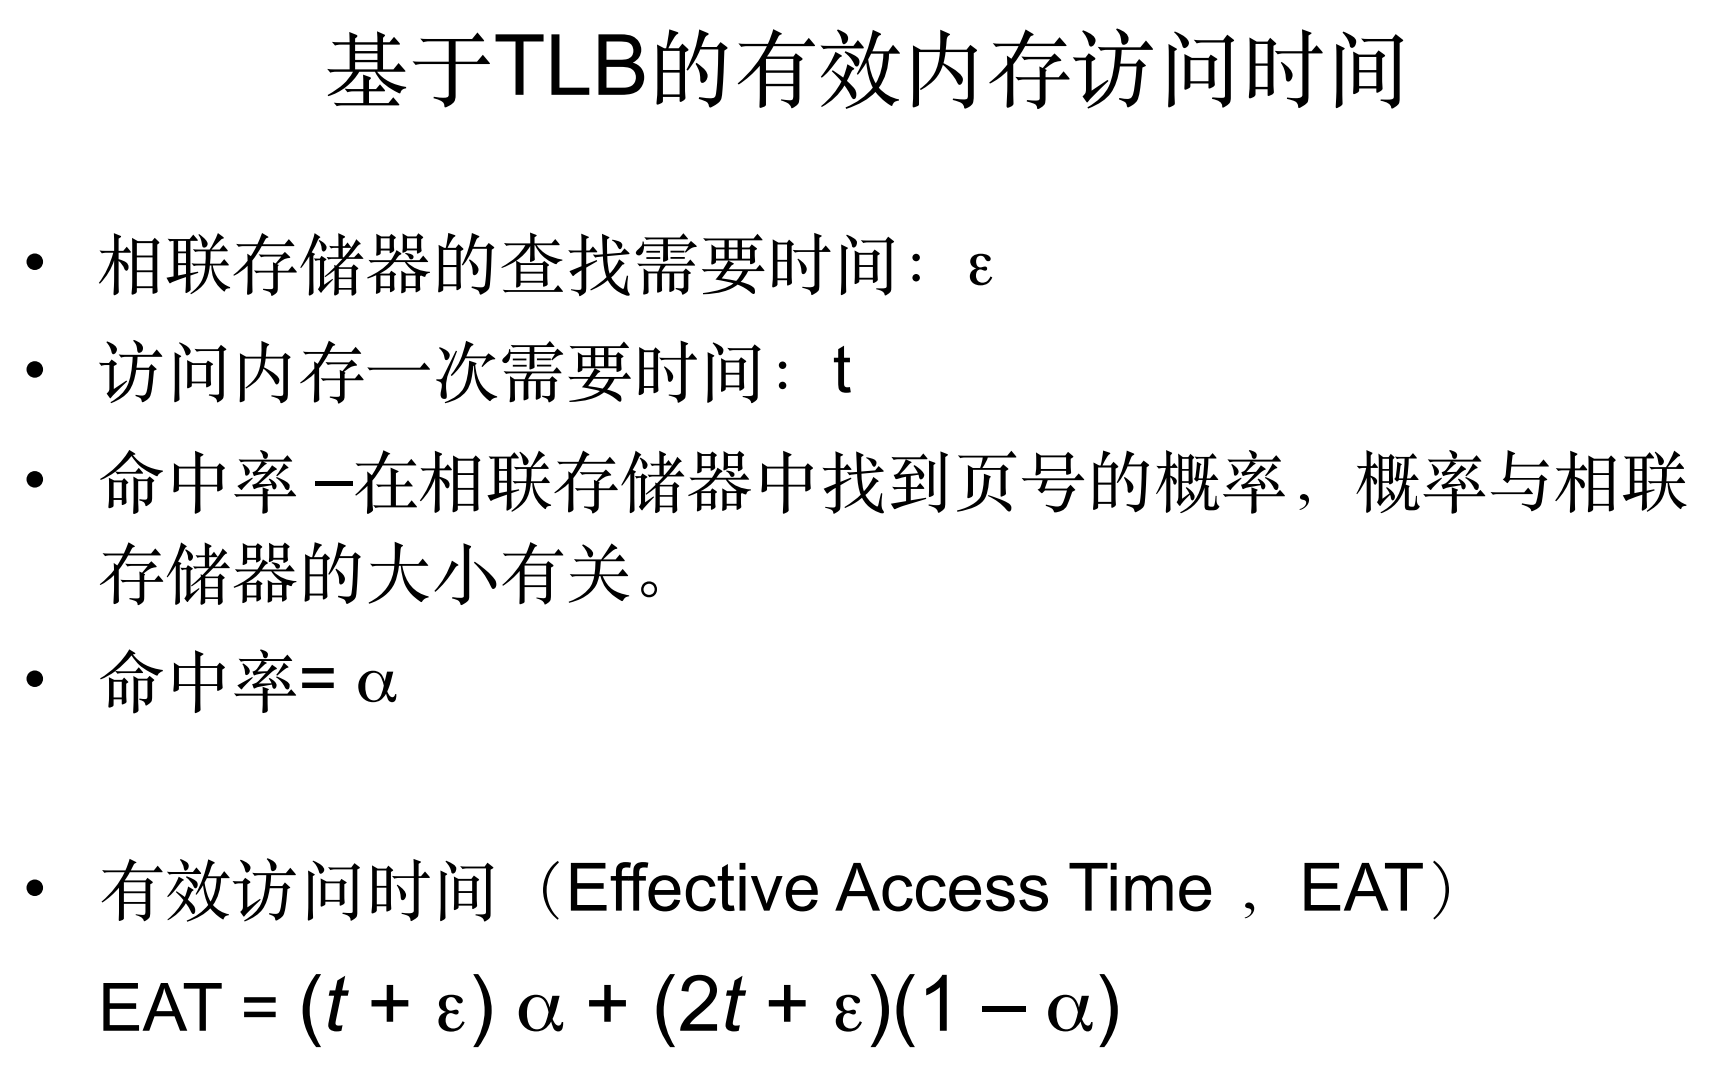 基于TLB的有效内存访问时间
• 相联存储器的查找需要时间：ε
• 访问内存一次需要时间：t
• 命中率 –在相联存储器中找到页号的概率，概率与相联
存储器的大小有关。
• 命中率= α
• 有效访问时间（Effective Access Time ，EAT）
EAT = (t + ε) α + (2t + ε)(1 – α)